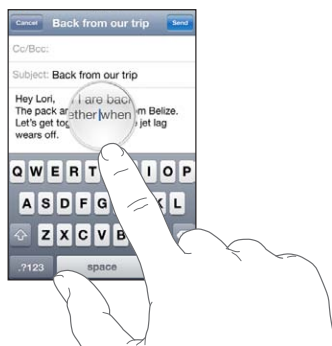 Cancel Back from our trip Send
Cc/Bcc:
Subject: Back from our trip
Hey Lori,
I are back
The pack ar m Belize.
ether when
Let's get tog jet lag
wears off.
Q W E R T I O P
A S D F G K L
Z X C V B
.?123 space